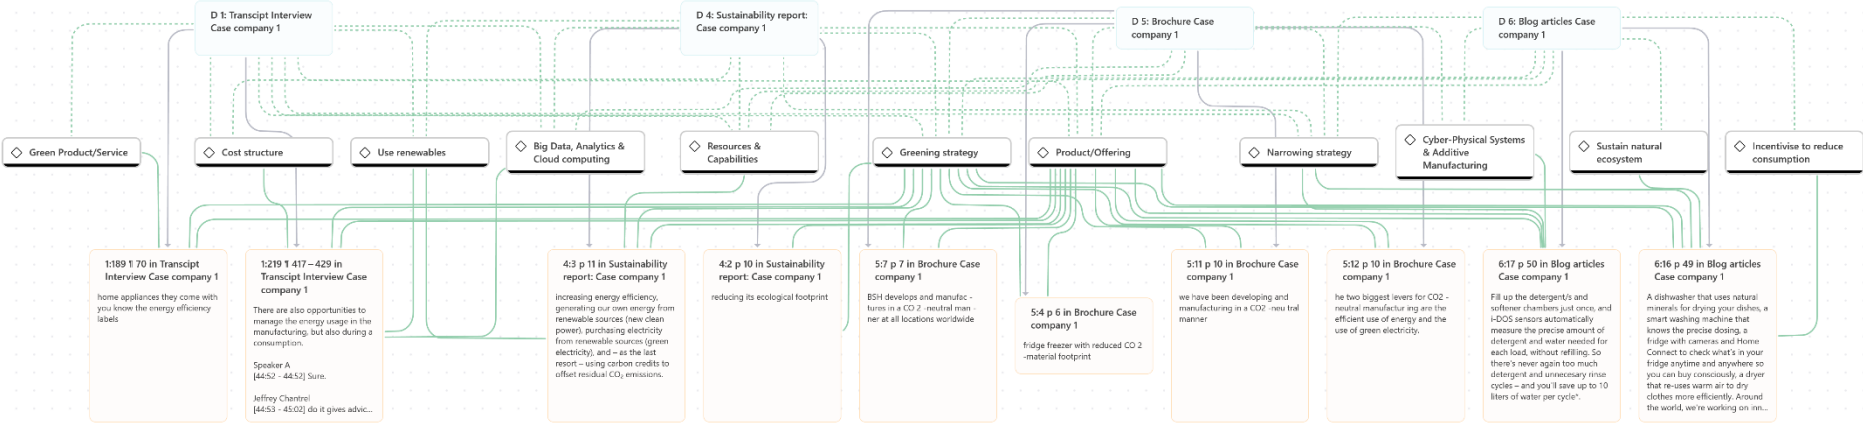 D 1: Transcipt Interview
Case company 1
D 4: Sustainability report:
Case company 1
D 5: Brochure Case
company 1
D 6: Blog articles Case
company 1
Green Product/Service
Cost structure
Use renewables
Big Data, Analytics &
Cloud computing
Resources &
Capabilities
Greening strategy
Product/Offering
Narrowing strategy
Cyber-Physical Systems
& Additive
Manufacturing
Sustain natural
ecosystem
Incentivise to reduce
consumption
1:189 ¶ 70 in Transcipt
Interview Case company 1
home appliances they come with
you know the energy efficiency
labels
1:219 ¶ 417 – 429 in
Transcipt Interview Case
company 1
There are also opportunities to
manage the energy usage in the
manufacturing, but also during a
consumption.
Speaker A
[44:52 - 44:52] Sure.
Jeffrey Chantrel
[44:53 - 45:02] do it gives advic...
4:3 p 11 in Sustainability
report: Case company 1
increasing energy efficiency,
generating our own energy from
renewable sources (new clean
power), purchasing electricity
from renewable sources (green
electricity), and – as the last
resort – using carbon credits to
offset residual CO₂ emissions.
4:2 p 10 in Sustainability
report: Case company 1
reducing its ecological footprint
5:7 p 7 in Brochure Case
company 1
BSH develops and manufac -
tures in a CO 2 -neutral man -
ner at all locations worldwide
5:4 p 6 in Brochure Case
company 1
fridge freezer with reduced CO 2
-material footprint
5:11 p 10 in Brochure Case
company 1
we have been developing and
manufacturing in a CO2 -neu tral
manner
5:12 p 10 in Brochure Case
company 1
he two biggest levers for CO2 -
neutral manufactur ing are the
efficient use of energy and the
use of green electricity.
6:17 p 50 in Blog articles
Case company 1
Fill up the detergent/s and
softener chambers just once, and
i-DOS sensors automatically
measure the precise amount of
detergent and water needed for
each load, without refilling. So
there's never again too much
detergent and unnecesary rinse
cycles – and you'll save up to 10
liters of water per cycle*.
6:16 p 49 in Blog articles
Case company 1
A dishwasher that uses natural
minerals for drying your dishes, a
smart washing machine that
knows the precise dosing, a
fridge with cameras and Home
Connect to check what's in your
fridge anytime and anywhere so
you can buy consciously, a dryer
that re-uses warm air to dry
clothes more efficiently. Around
the world, we're working on inn...